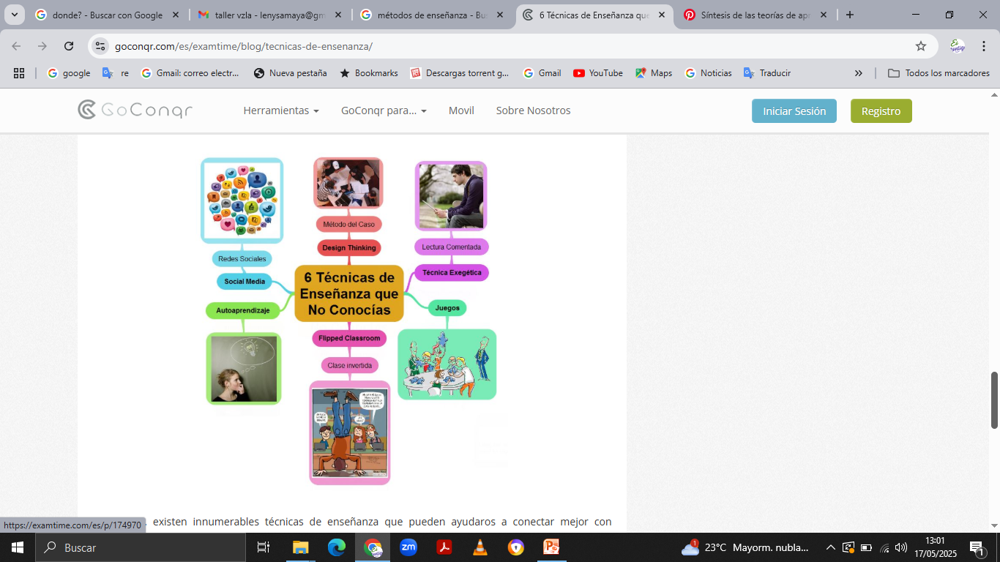 donde? - Buscar con Google
taller vzla - lenysamaya@gm
métodos de enseñanza - Bu
6 Técnicas de Enseñanza que
Síntesis de las teorías de apr
goconqr.com/es/examtime/blog/tecnicas-de-ensenanza/
google
re
Gmail: correo electr...
Nueva pestaña
Bookmarks
Descargas torrent g...
Gmail
YouTube
Maps
Noticias
Traducir
Todos los marcadores
GoConqr
Herramientas
GoConqr para...
Movil
Sobre Nosotros
Iniciar Sesión
Registro
Método del Caso
Design Thinking
Lectura Comentada
Técnica Exegética
Redes Sociales
Social Media
6 Técnicas de
Enseñanza que
No Conocías
Autoaprendizaje
Juegos
Flipped Classroom
Clase invertida
existen innumerables técnicas de enseñanza que pueden ayudaros a conectar mejor con
https://examtime.com/es/p/174970
Buscar
zm
1
23°C Mayorm. nubla...
13:01
17/05/2025
1